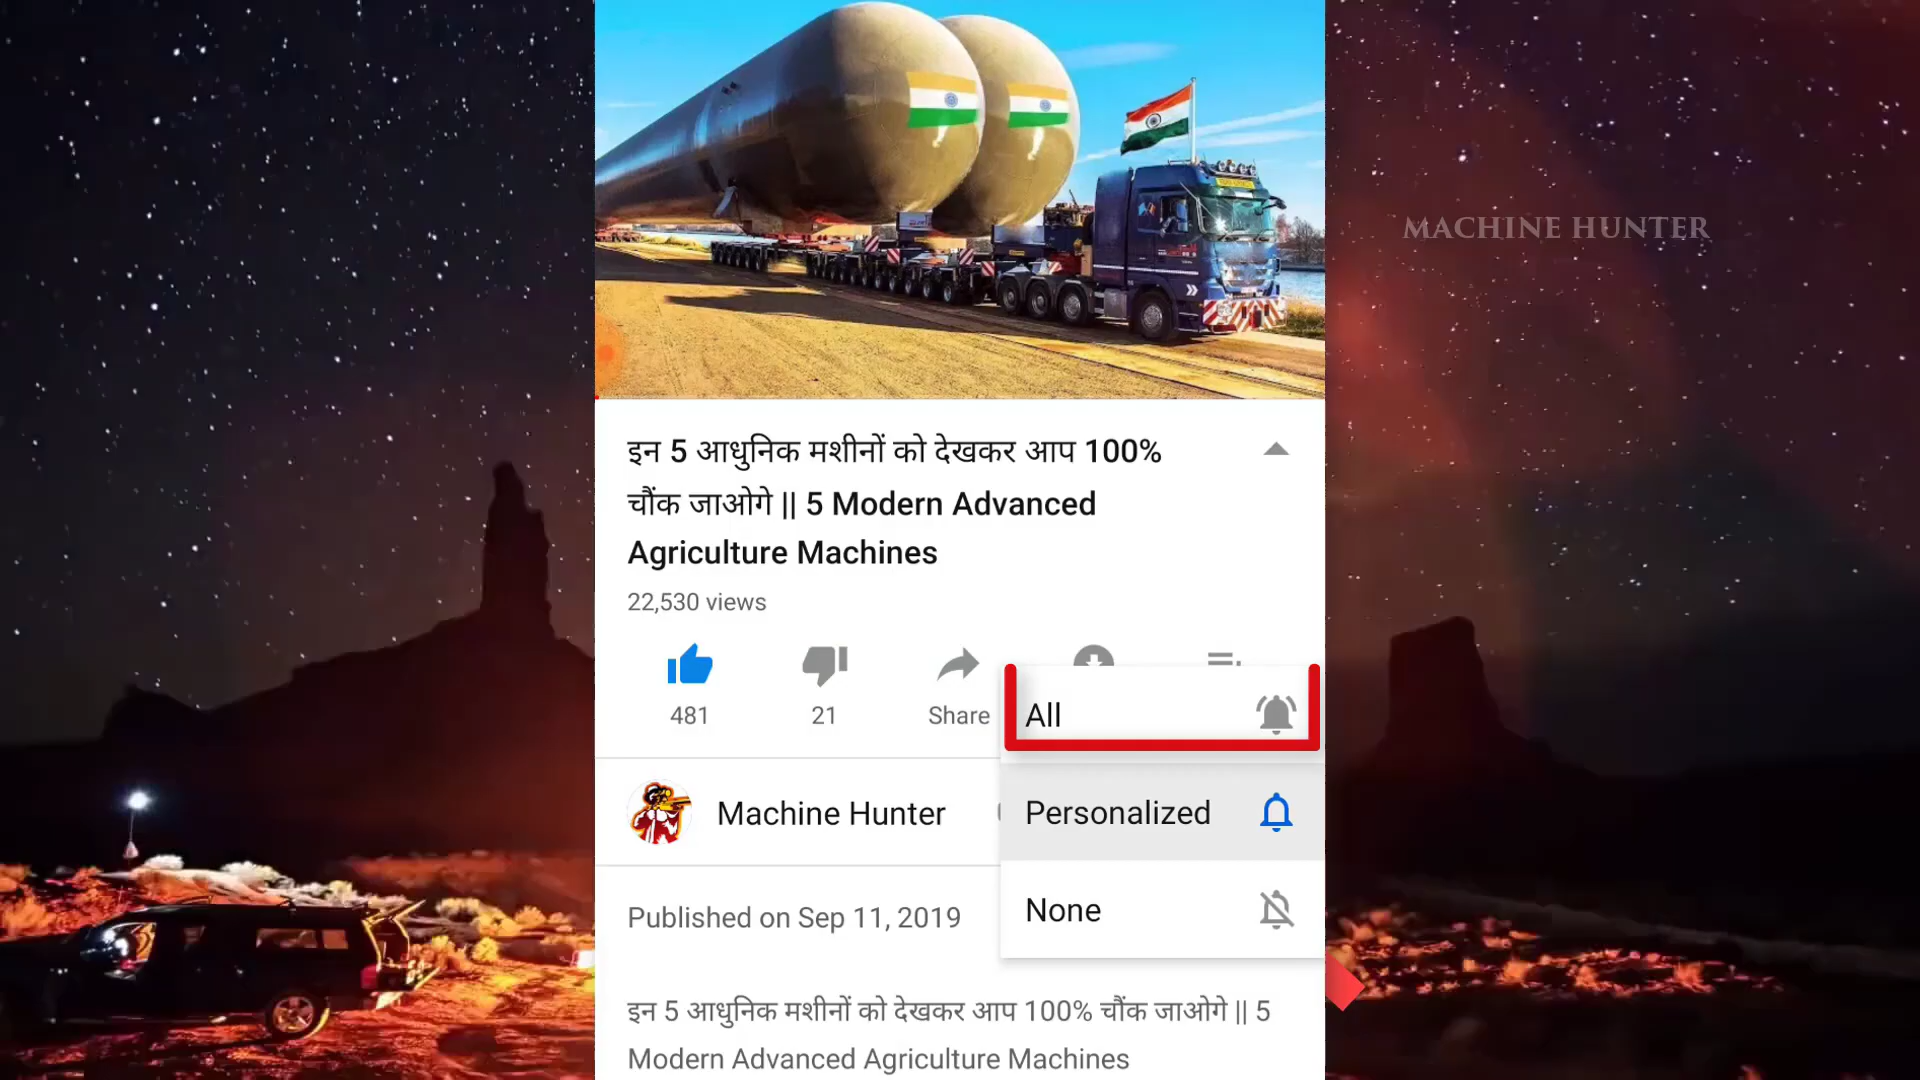 MACHINE HUNTER
इन 5 आधुनिक मशीनों को देखकर आप 100%
चौंक जाओगे || 5 Modern Advanced
Agriculture Machines
22,530 views
481
21
Share
All
Machine Hunter
Personalized
None
Published on Sep 11, 2019
इन 5 आधुनिक मशीनों को देखकर आप 100% चौंक जाओगे || 5
Modern Advanced Agriculture Machines